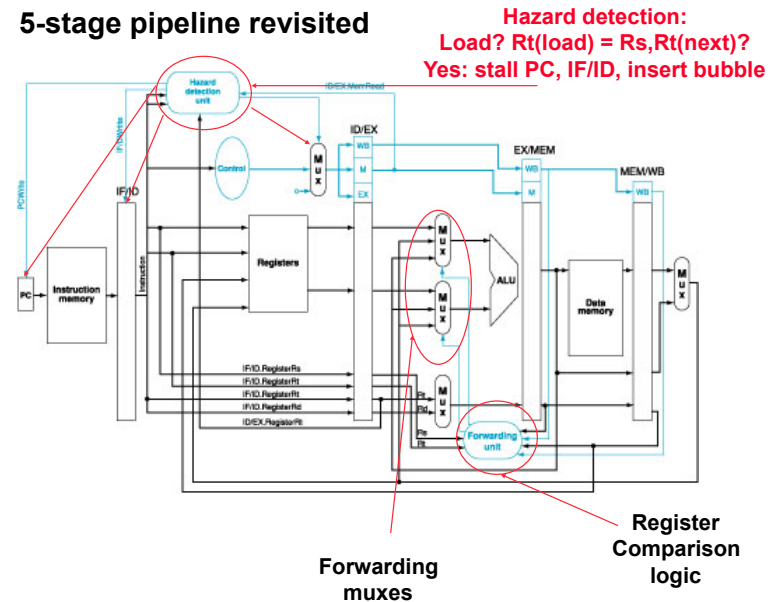 5-stage pipeline revisited
Hazard detection:
Load? Rt(load) = Rs,Rt(next)?
Yes: stall PC, IF/ID, insert bubble
Hazard
detection
unit
ID/EX.MemRead
IF/IDWrite
PCWrite
ID/EX
WB
M
EX
Control
M
u
x
0
EX/MEM
WB
M
MEM/WB
WB
IF/ID
PC
Instruction
memory
Instruction
Registers
M
u
x
M
u
x
ALU
Data
memory
M
u
x
IF/ID.RegisterRs
IF/ID.RegisterRt
IF/ID.RegisterRt
IF/ID.RegisterRd
ID/EX.RegisterRt
Rt
Rd
M
u
x
Rs
Rt
Forwarding
unit
Forwarding
muxes
Register
Comparison
logic